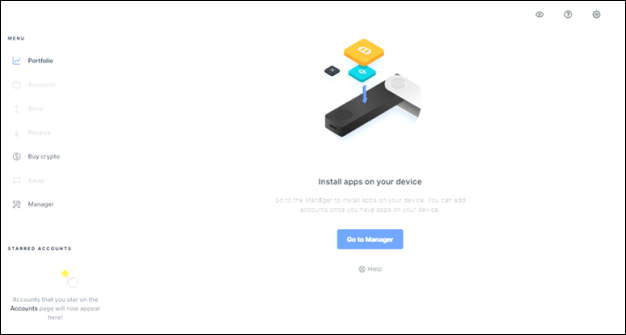 MENU
Portfolio
Accounts
Send
Receive
Buy crypto
Swap
Manager
STARRED ACCOUNTS
Accounts that you star on the
Accounts page will now appear
here!
Install apps on your device
Go to the Manager to install apps on your device. You can add
accounts once you have apps on your device.
Go to Manager
Help